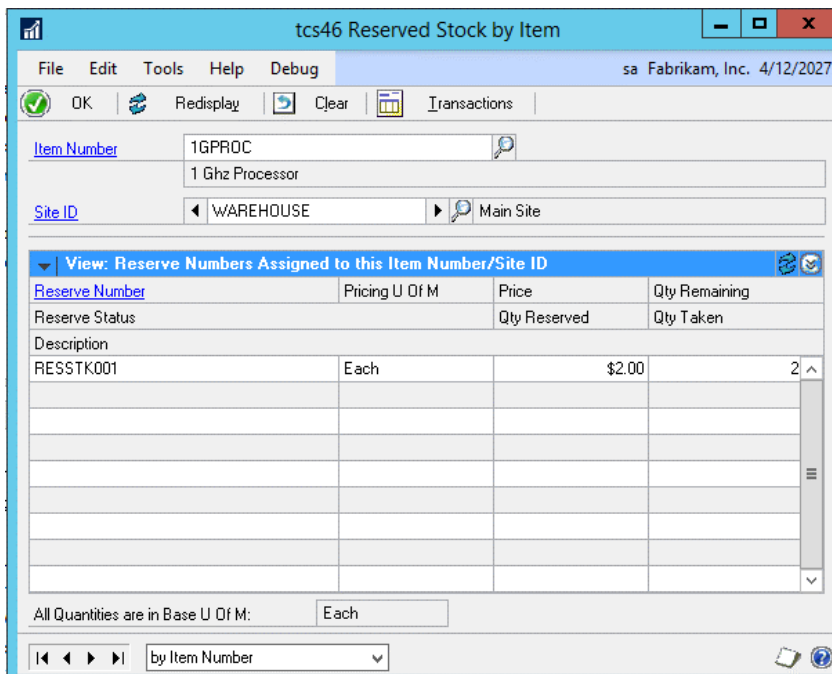 tcs46 Reserved Stock by Item
File Edit Tools Help Debug sa Fabrikam, Inc. 4/12/2027
OK Redisplay Clear Transactions
Item Number 1GPROC
1 Ghz Processor
Site ID WAREHOUSE Main Site
View: Reserve Numbers Assigned to this Item Number/Site ID
Reserve Number Pricing U Of M Price Qty Remaining
Reserve Status Qty Reserved Qty Taken
Description
RESSTK001 Each $2.00 2
All Quantities are in Base U Of M: Each
by Item Number